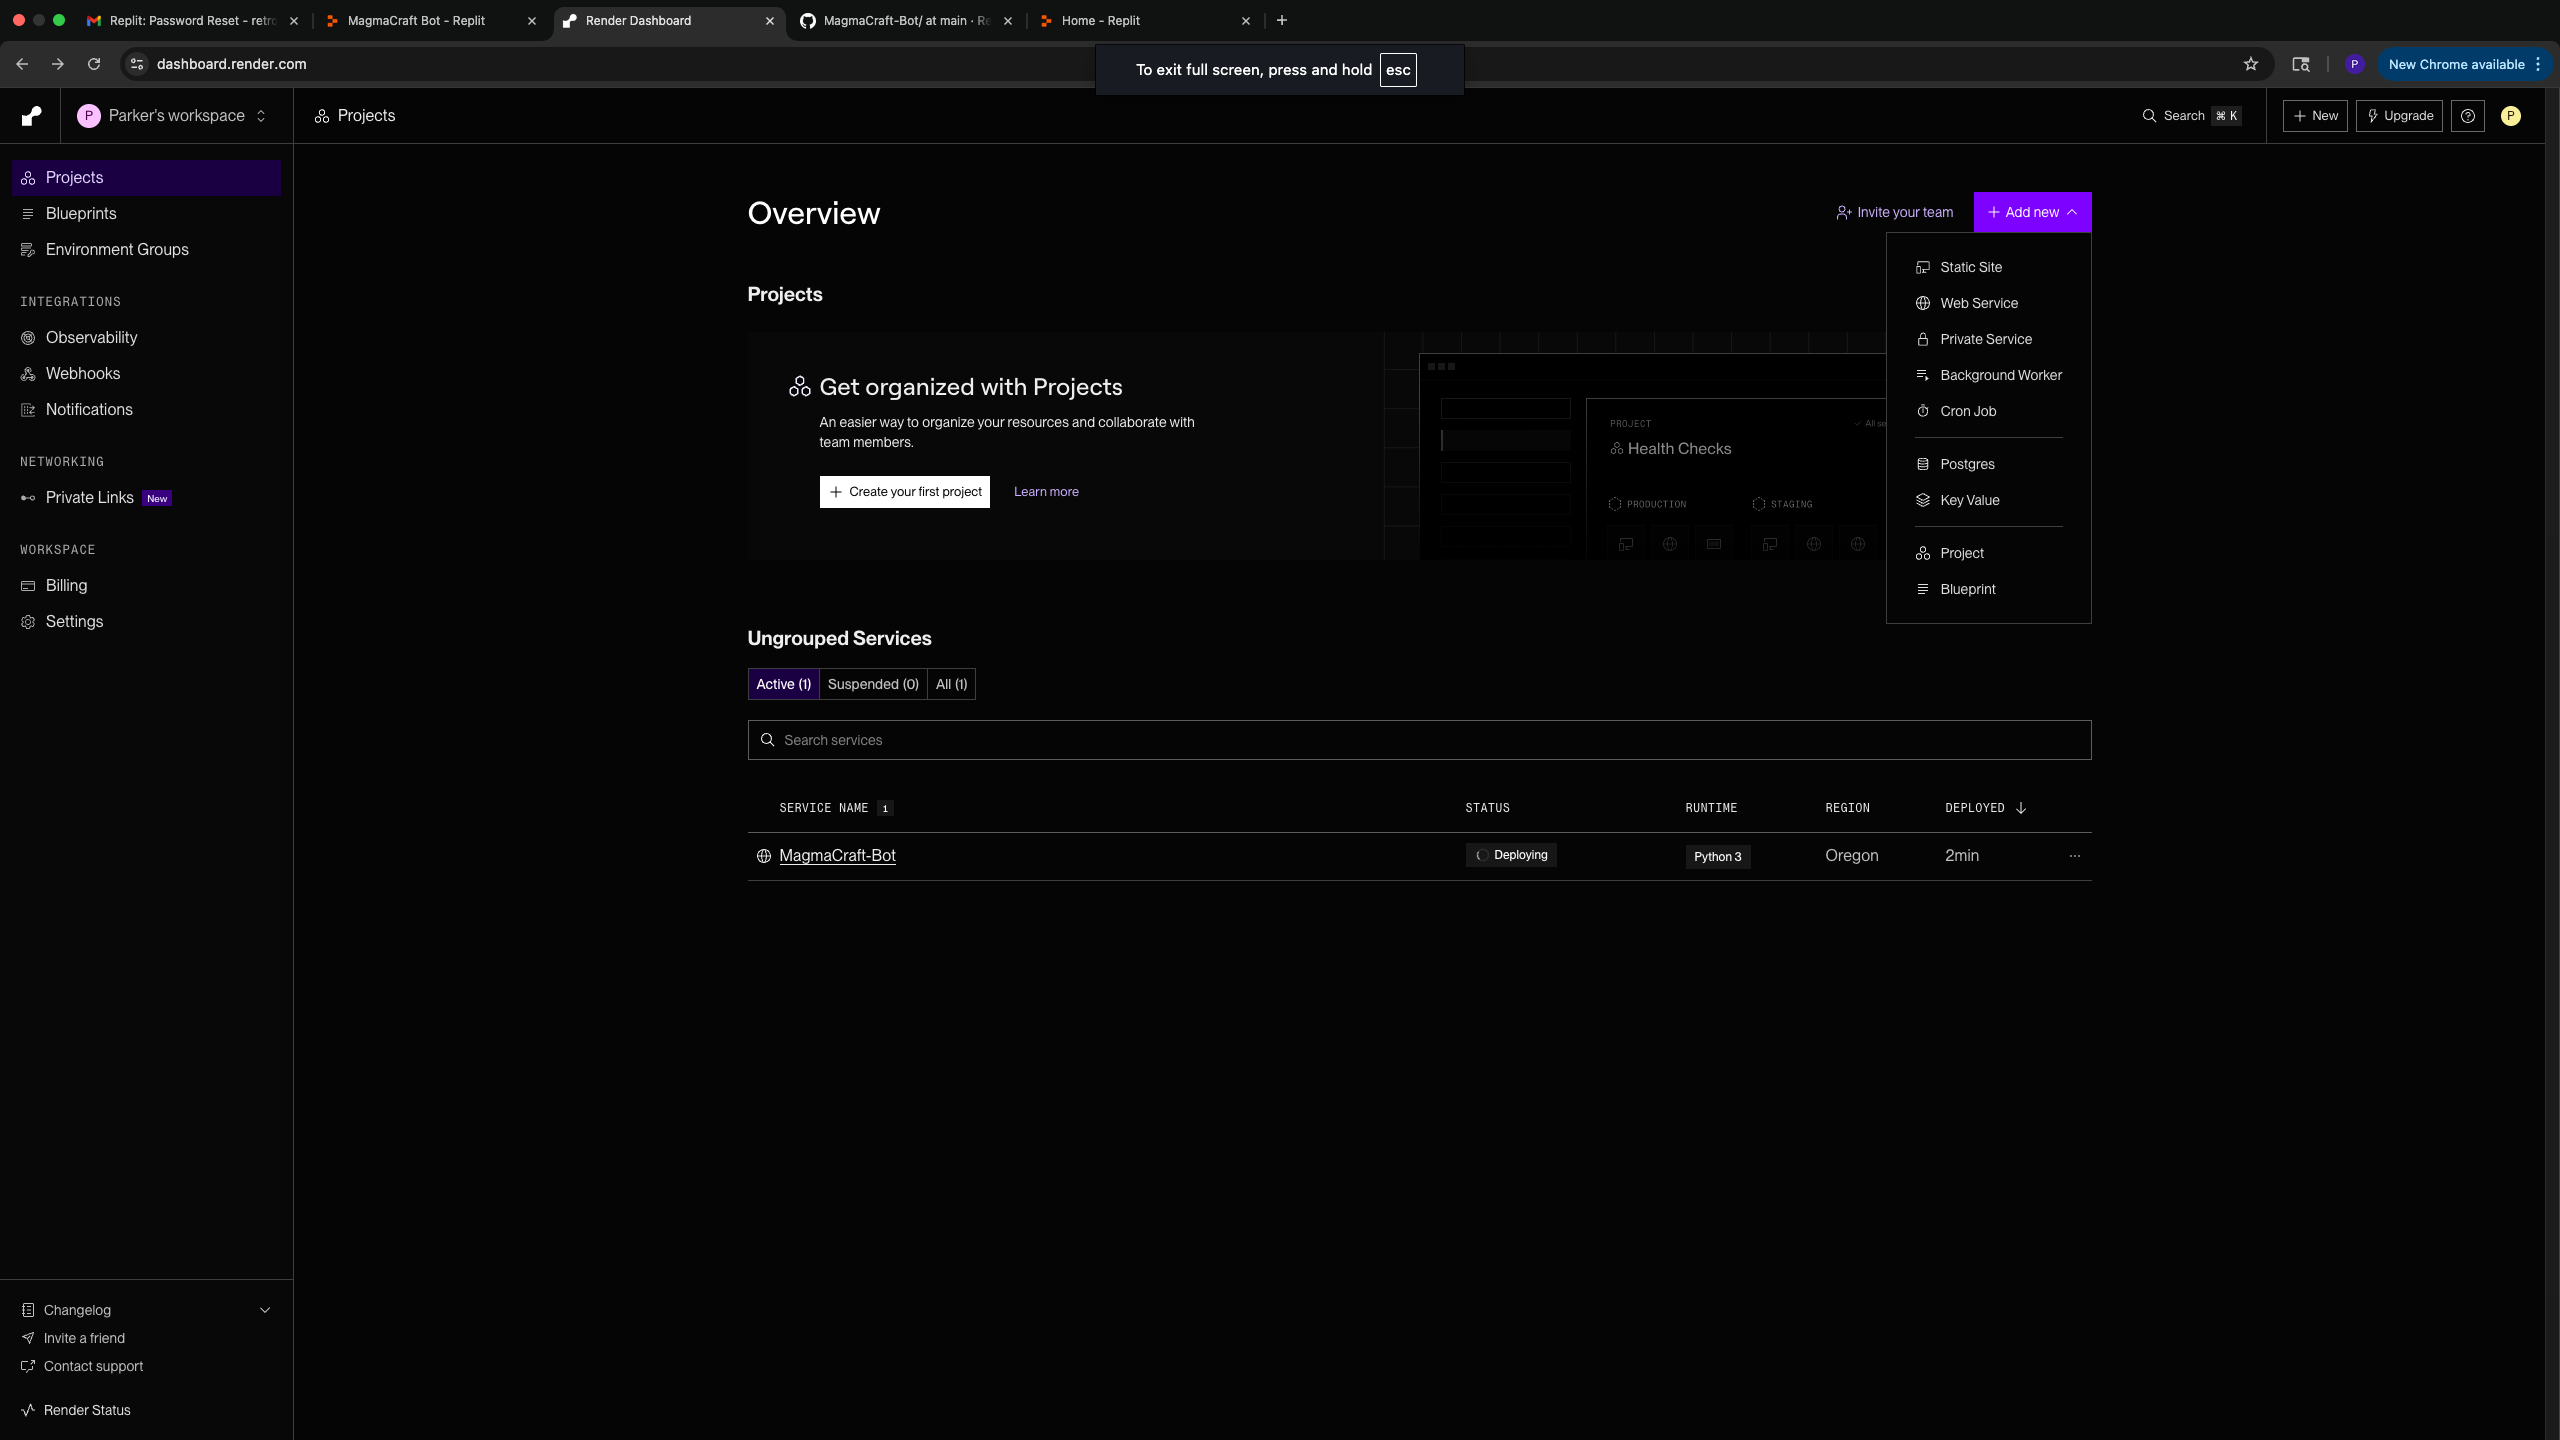 Replit: Password Reset - retro
MagmaCraft Bot - Replit
Render Dashboard
MagmaCraft-Bot/ at main · Re
Home - Replit
dashboard.render.com
To exit full screen, press and hold esc
P
New Chrome available
P Parker's workspace
Projects
Search ⌘ K
+ New
Upgrade
P
Projects
Blueprints
Environment Groups
INTEGRATIONS
Observability
Webhooks
Notifications
NETWORKING
Private Links New
WORKSPACE
Billing
Settings
Changelog
Invite a friend
Contact support
Render Status
Overview
Invite your team
+ Add new
Static Site
Web Service
Private Service
Background Worker
Cron Job
Postgres
Key Value
Project
Blueprint
Projects
Get organized with Projects
An easier way to organize your resources and collaborate with
team members.
+ Create your first project
Learn more
PROJECT
All se
Health Checks
PRODUCTION
STAGING
Ungrouped Services
Active (1)
Suspended (0)
All (1)
Search services
SERVICE NAME 1
STATUS
RUNTIME
REGION
DEPLOYED
MagmaCraft-Bot
Deploying
Python 3
Oregon
2min